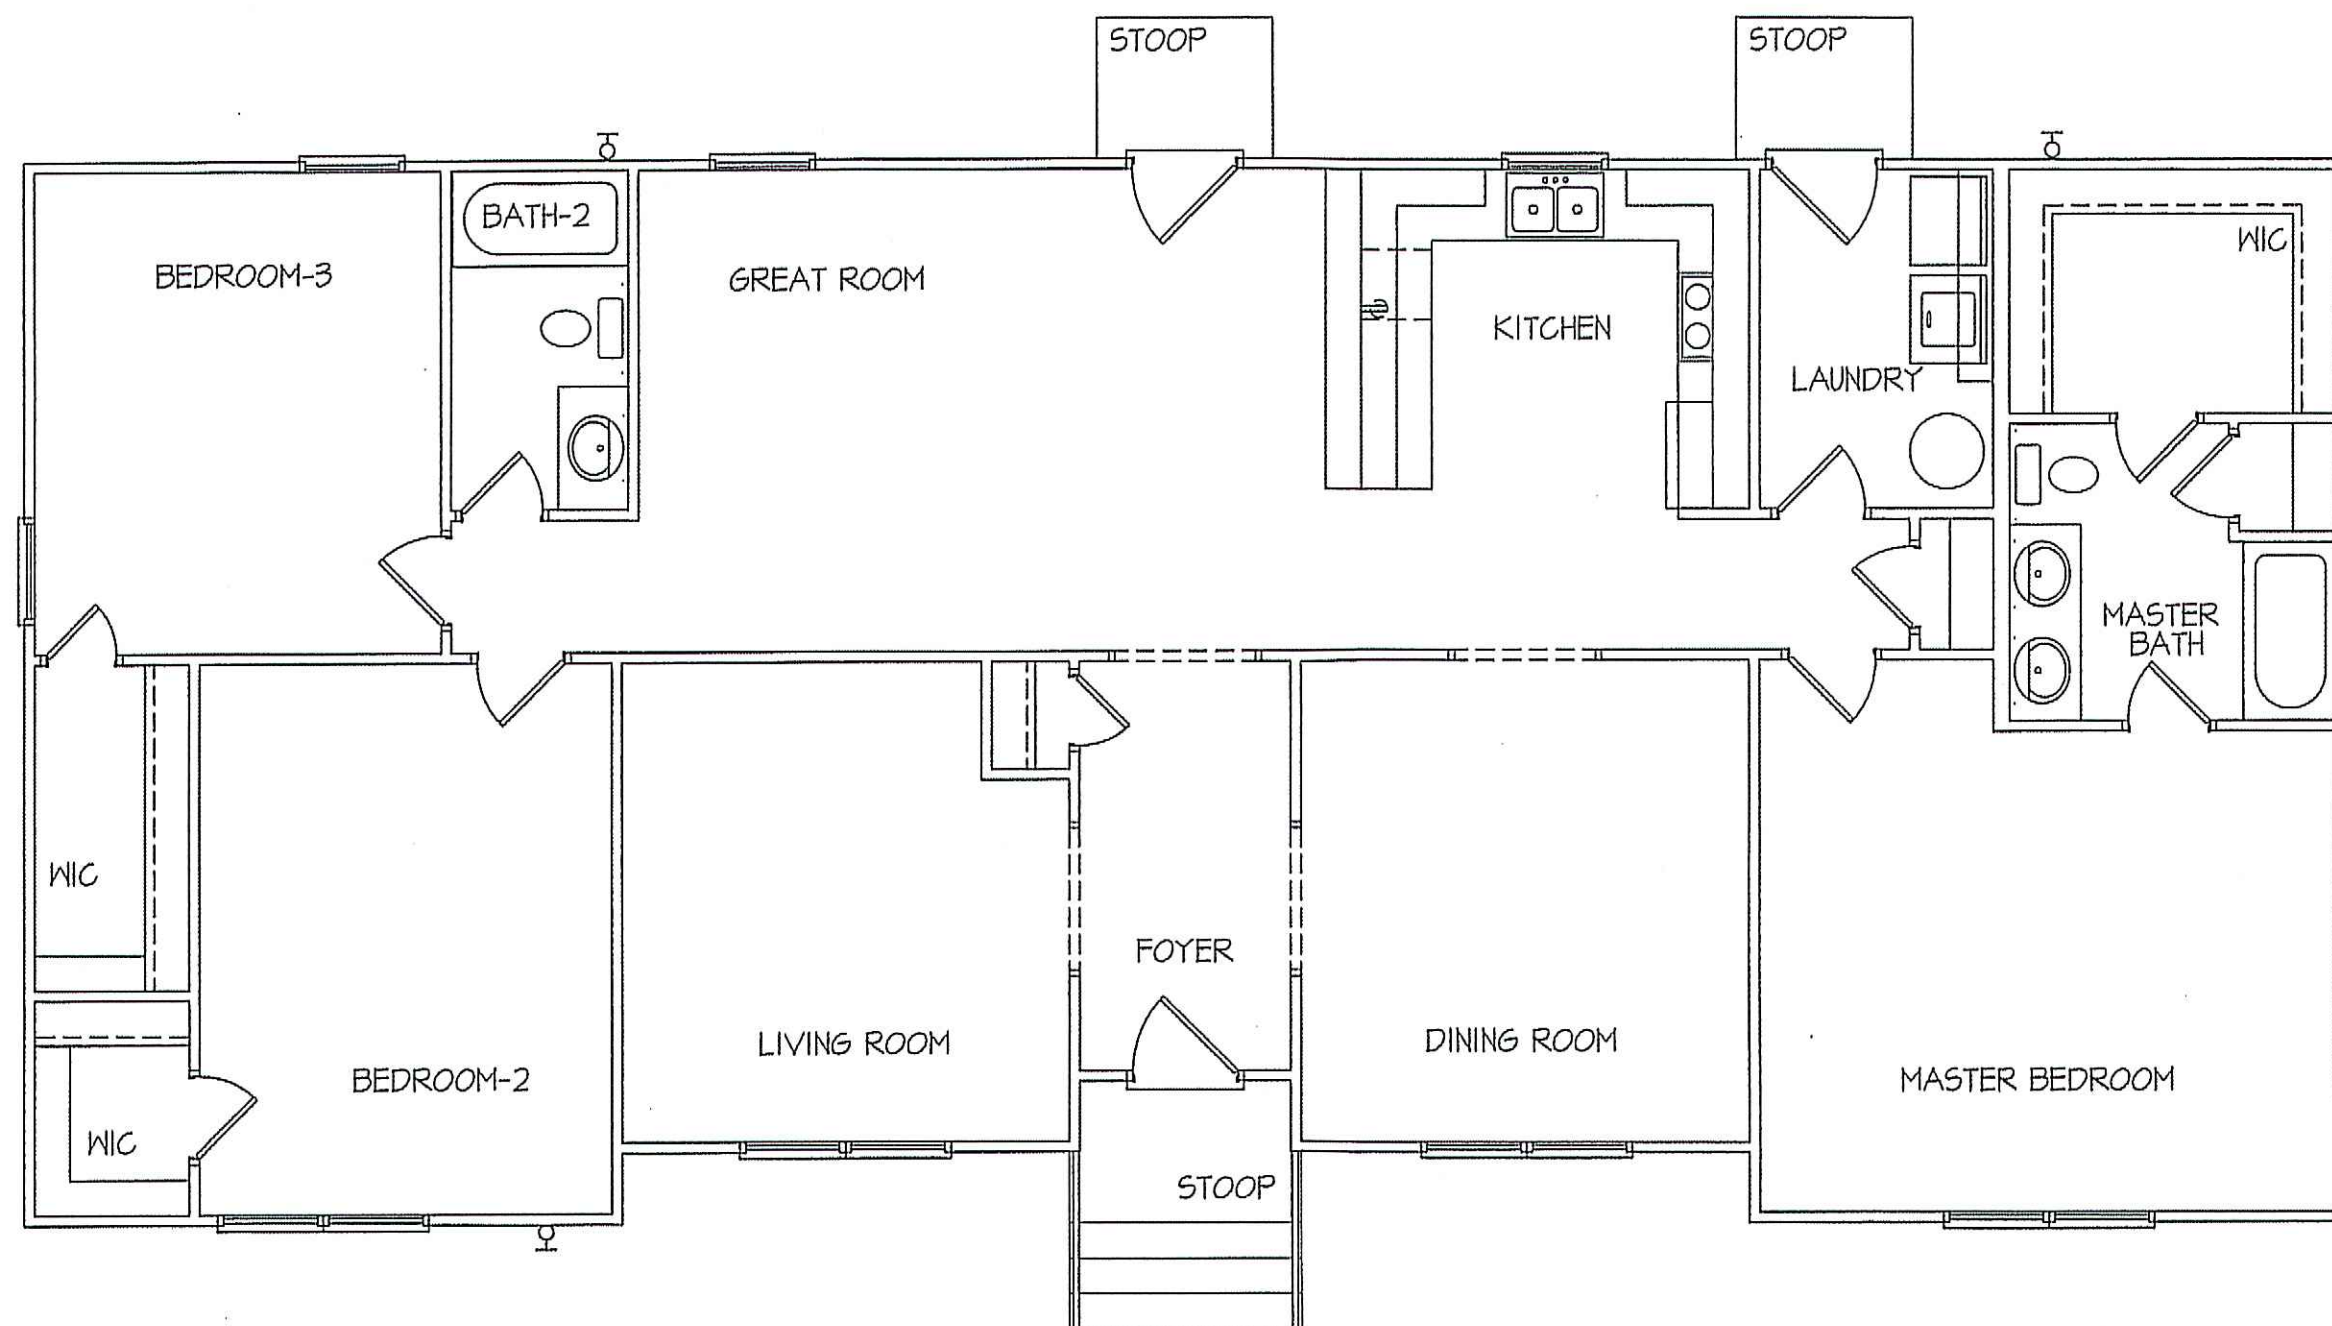 STOOP
STOOP
BATH-2
WIC
BEDROOM-3
GREAT ROOM
KITCHEN
LAUNDRY
MASTER
BATH
WIC
FOYER
LIVING ROOM
DINING ROOM
BEDROOM-2
MASTER BEDROOM
WIC
STOOP